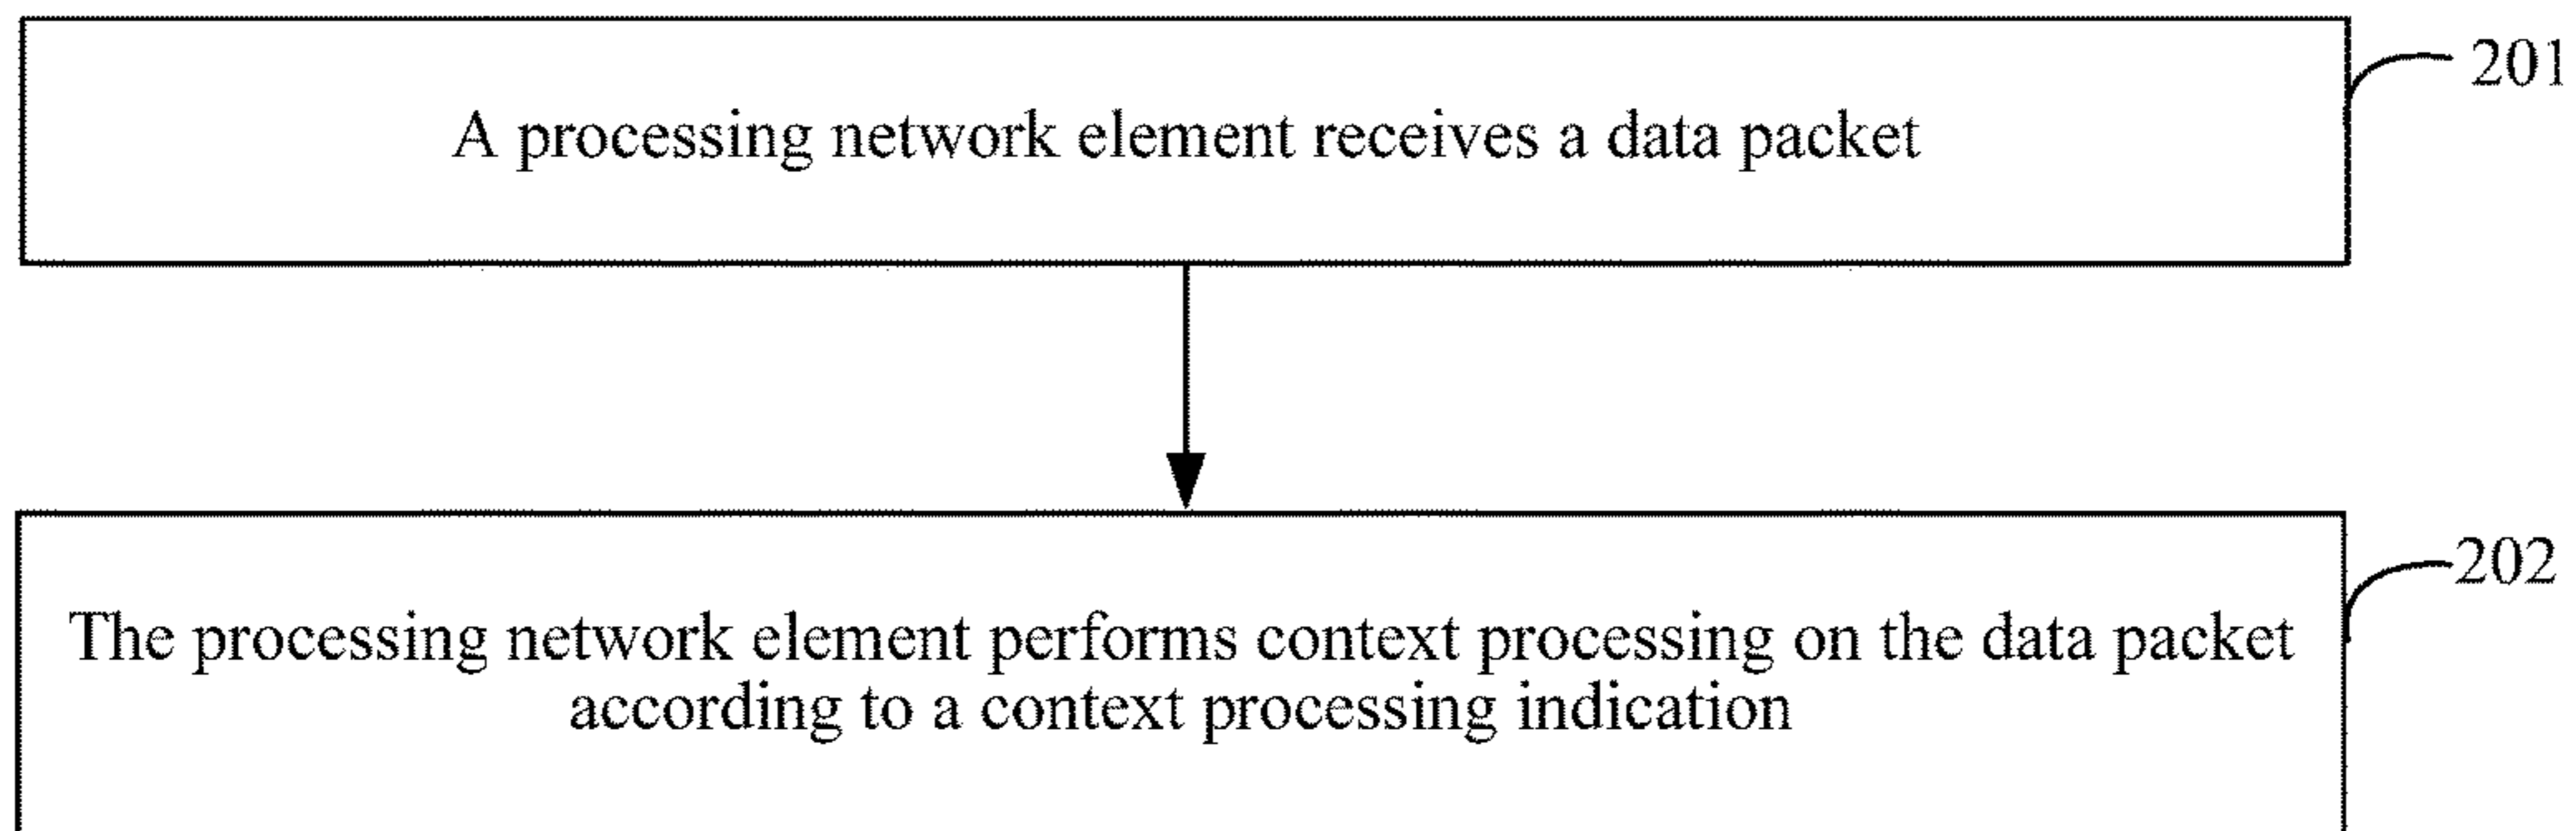 201
A processing network element receives a data packet
202
The processing network element performs context processing on the data packet
according to a context processing indication